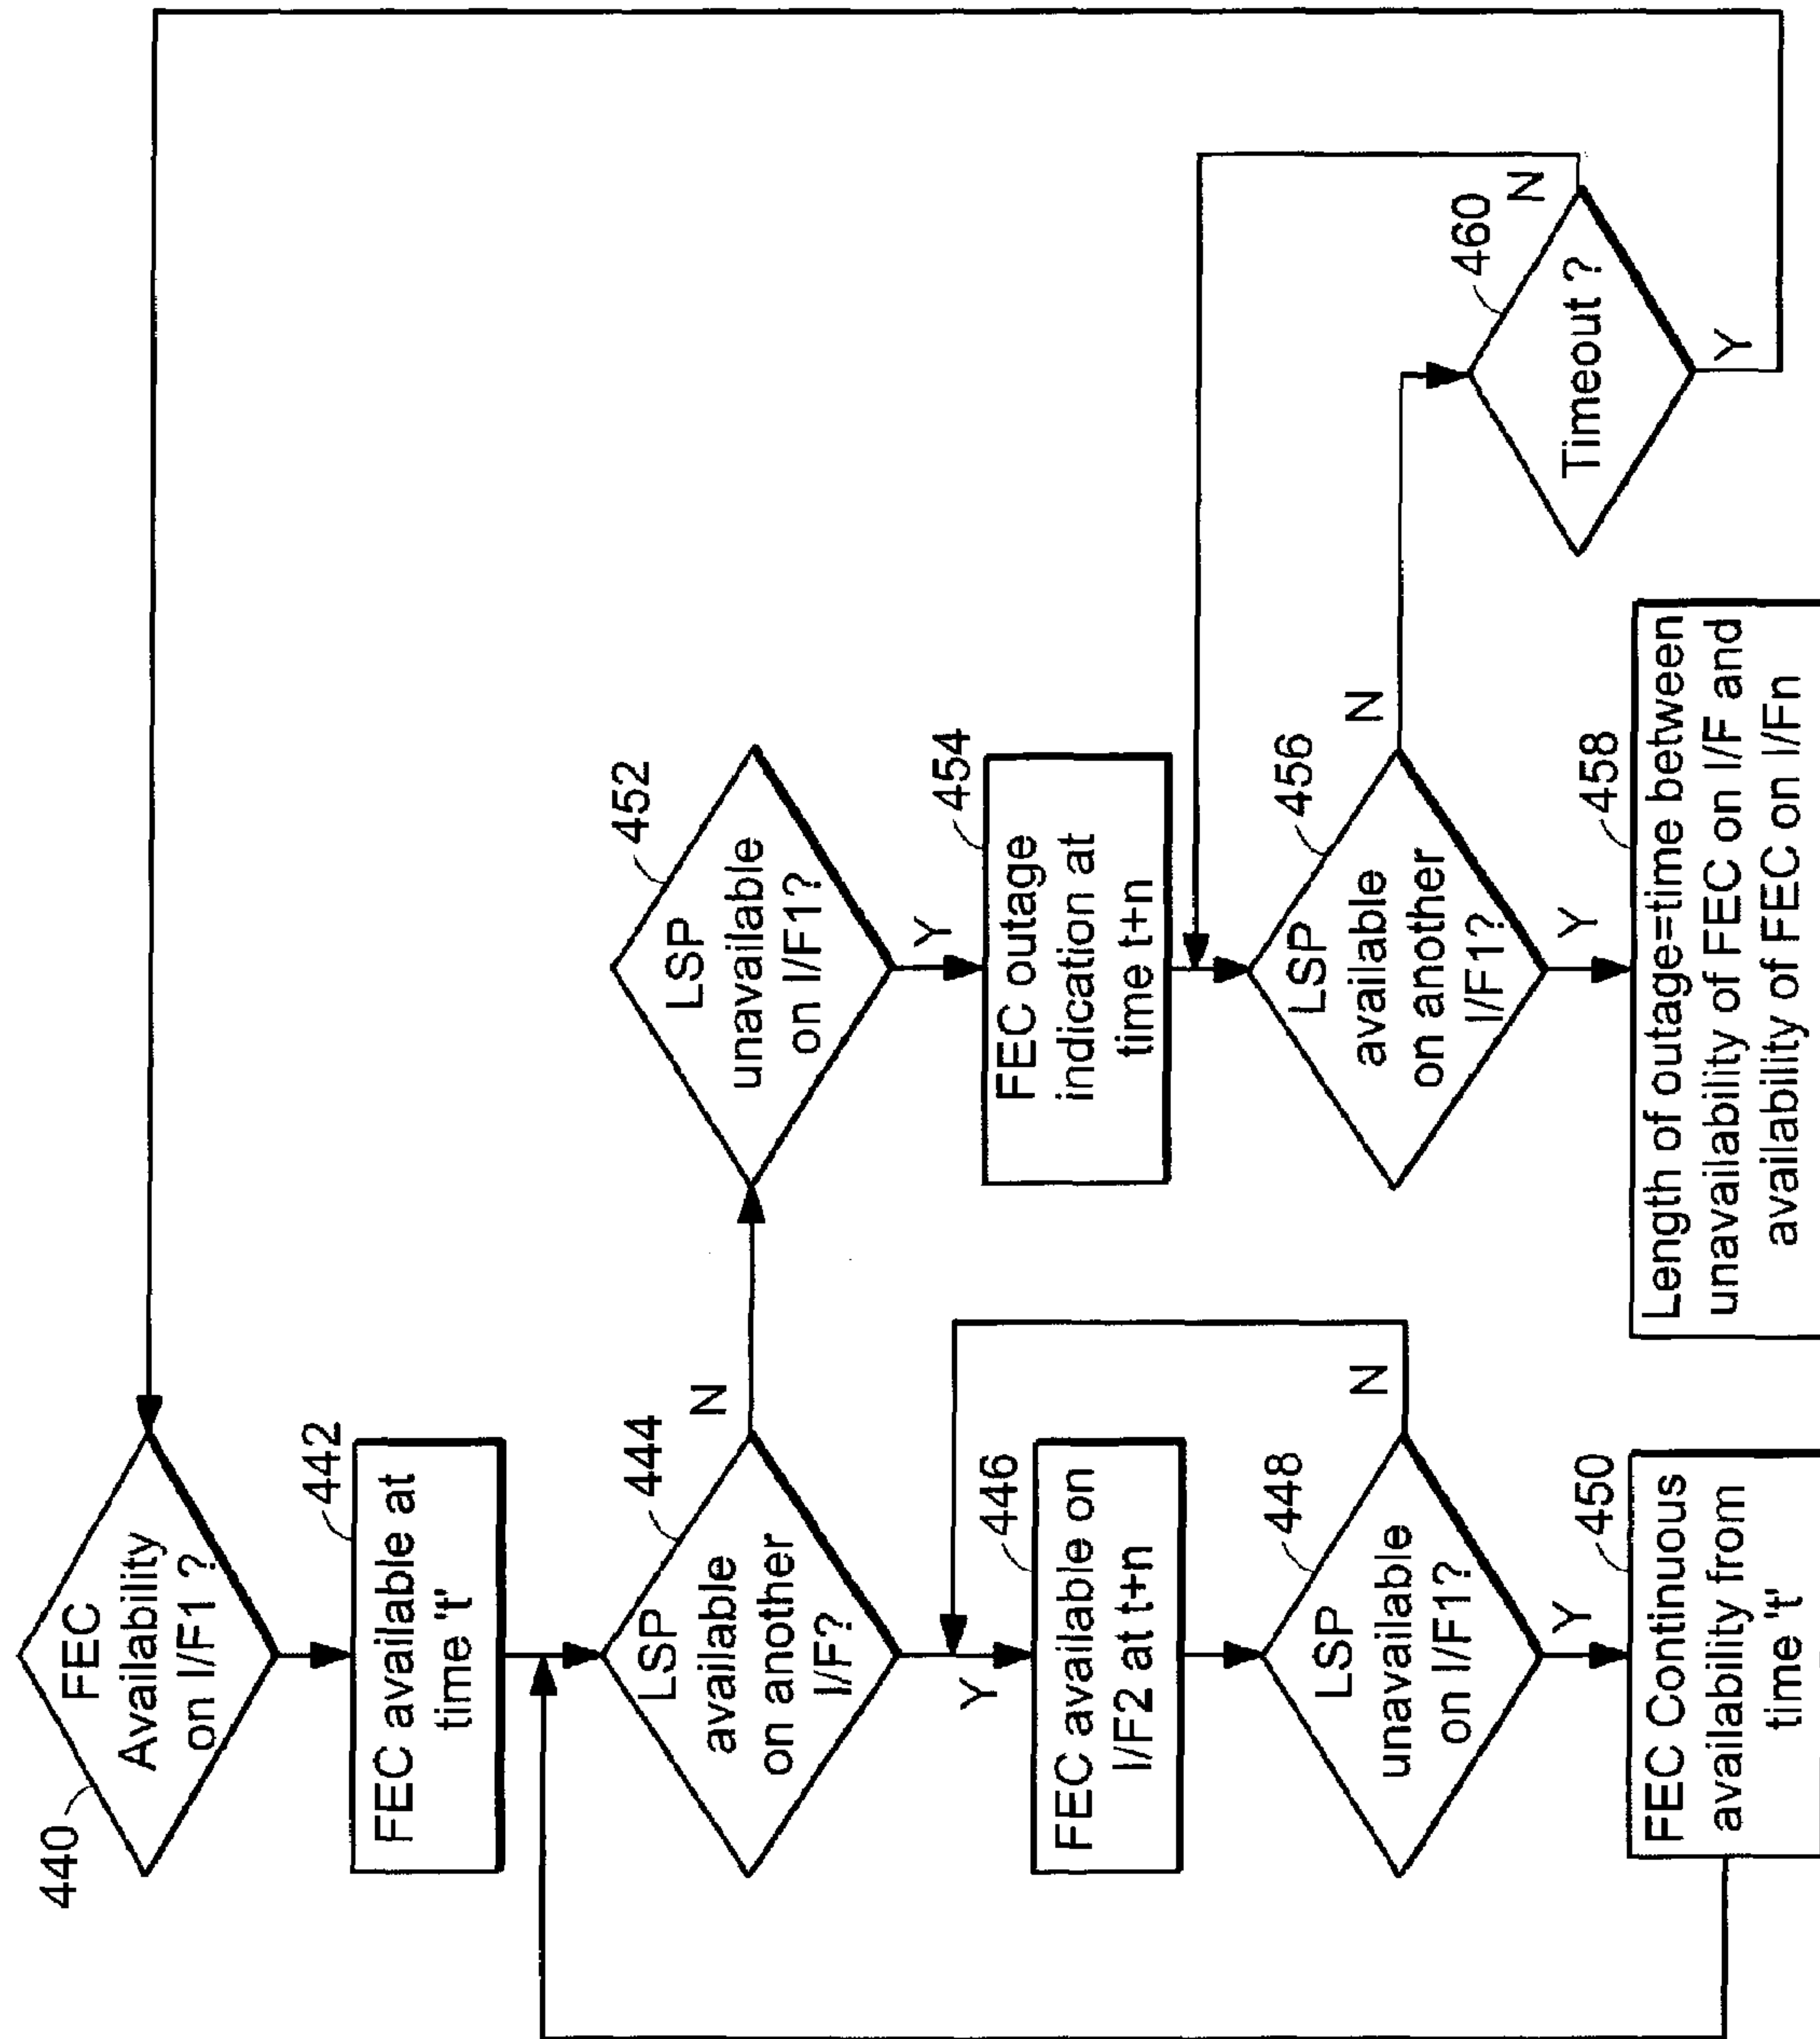 440
FEC
Availability
on I/F1 ?
442
FEC available at
time 't'
444
LSP
available
on another
I/F?
N
Y
446
FEC available on
I/F2 at t+n
448
LSP
unavailable
on I/F1?
N
Y
450
FEC Continuous
availability from
time 't'
452
LSP
unavailable
on I/F1?
Y
454
FEC outage
indication at
time t+n
456
LSP
available
on another
I/F1?
N
Y
458
Length of outage=time between
unavailability of FEC on I/F and
availability of FEC on I/Fn
460
Timeout ?
N
Y